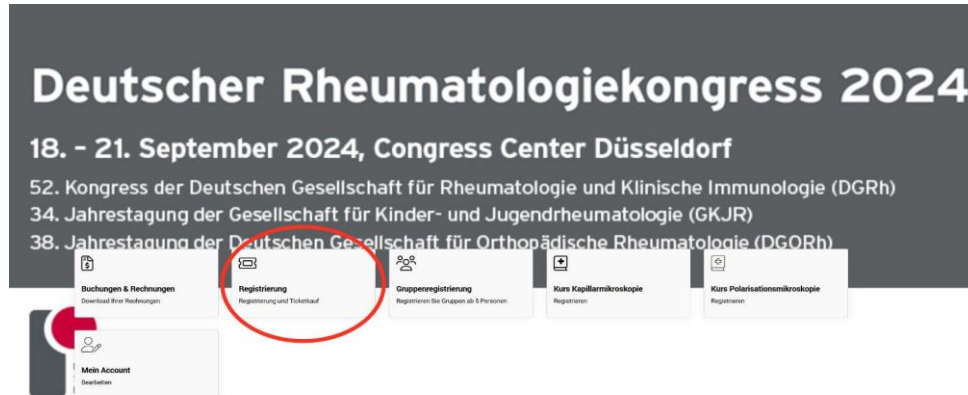 Deutscher Rheumatologiekongress 2024
18. – 21. September 2024, Congress Center Düsseldorf
52. Kongress der Deutschen Gesellschaft für Rheumatologie und Klinische Immunologie (DGRh)
34. Jahrestagung der Gesellschaft für Kinder- und Jugendrheumatologie (GKJR)
38. Jahrestagung der Deutschen Gesellschaft für Orthopädische Rheumatologie (DGORh)
Buchungen & Rechnungen
Download Ihrer Rechnungen
Registrierung
Registrierung und Ticketkauf
Gruppenregistrierung
Registrieren Sie Gruppen ab 5 Personen
Kurs Kapillarmikroskopie
Registrieren
Kurs Polarisationsmikroskopie
Registrieren
Mein Account
Bearbeiten